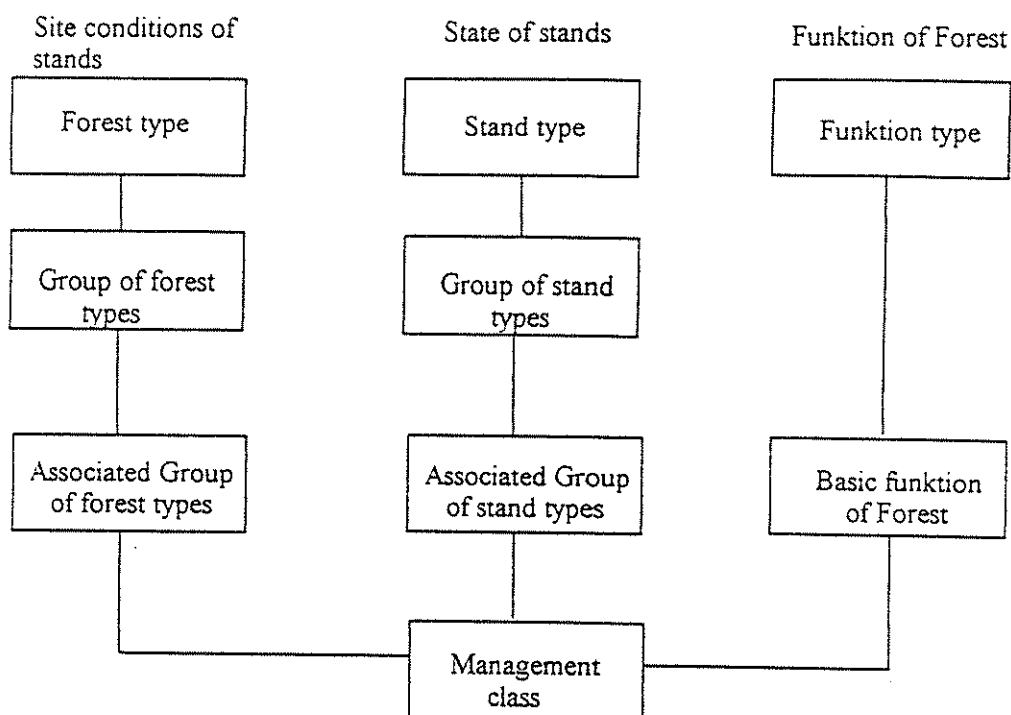 Site conditions of
stands
State of stands
Funktion of Forest
Forest type
Stand type
Funktion type
Group of forest
types
Group of stand
types
Associated Group
of forest types
Associated Group
of stand types
Basic funktion
of Forest
Management
class